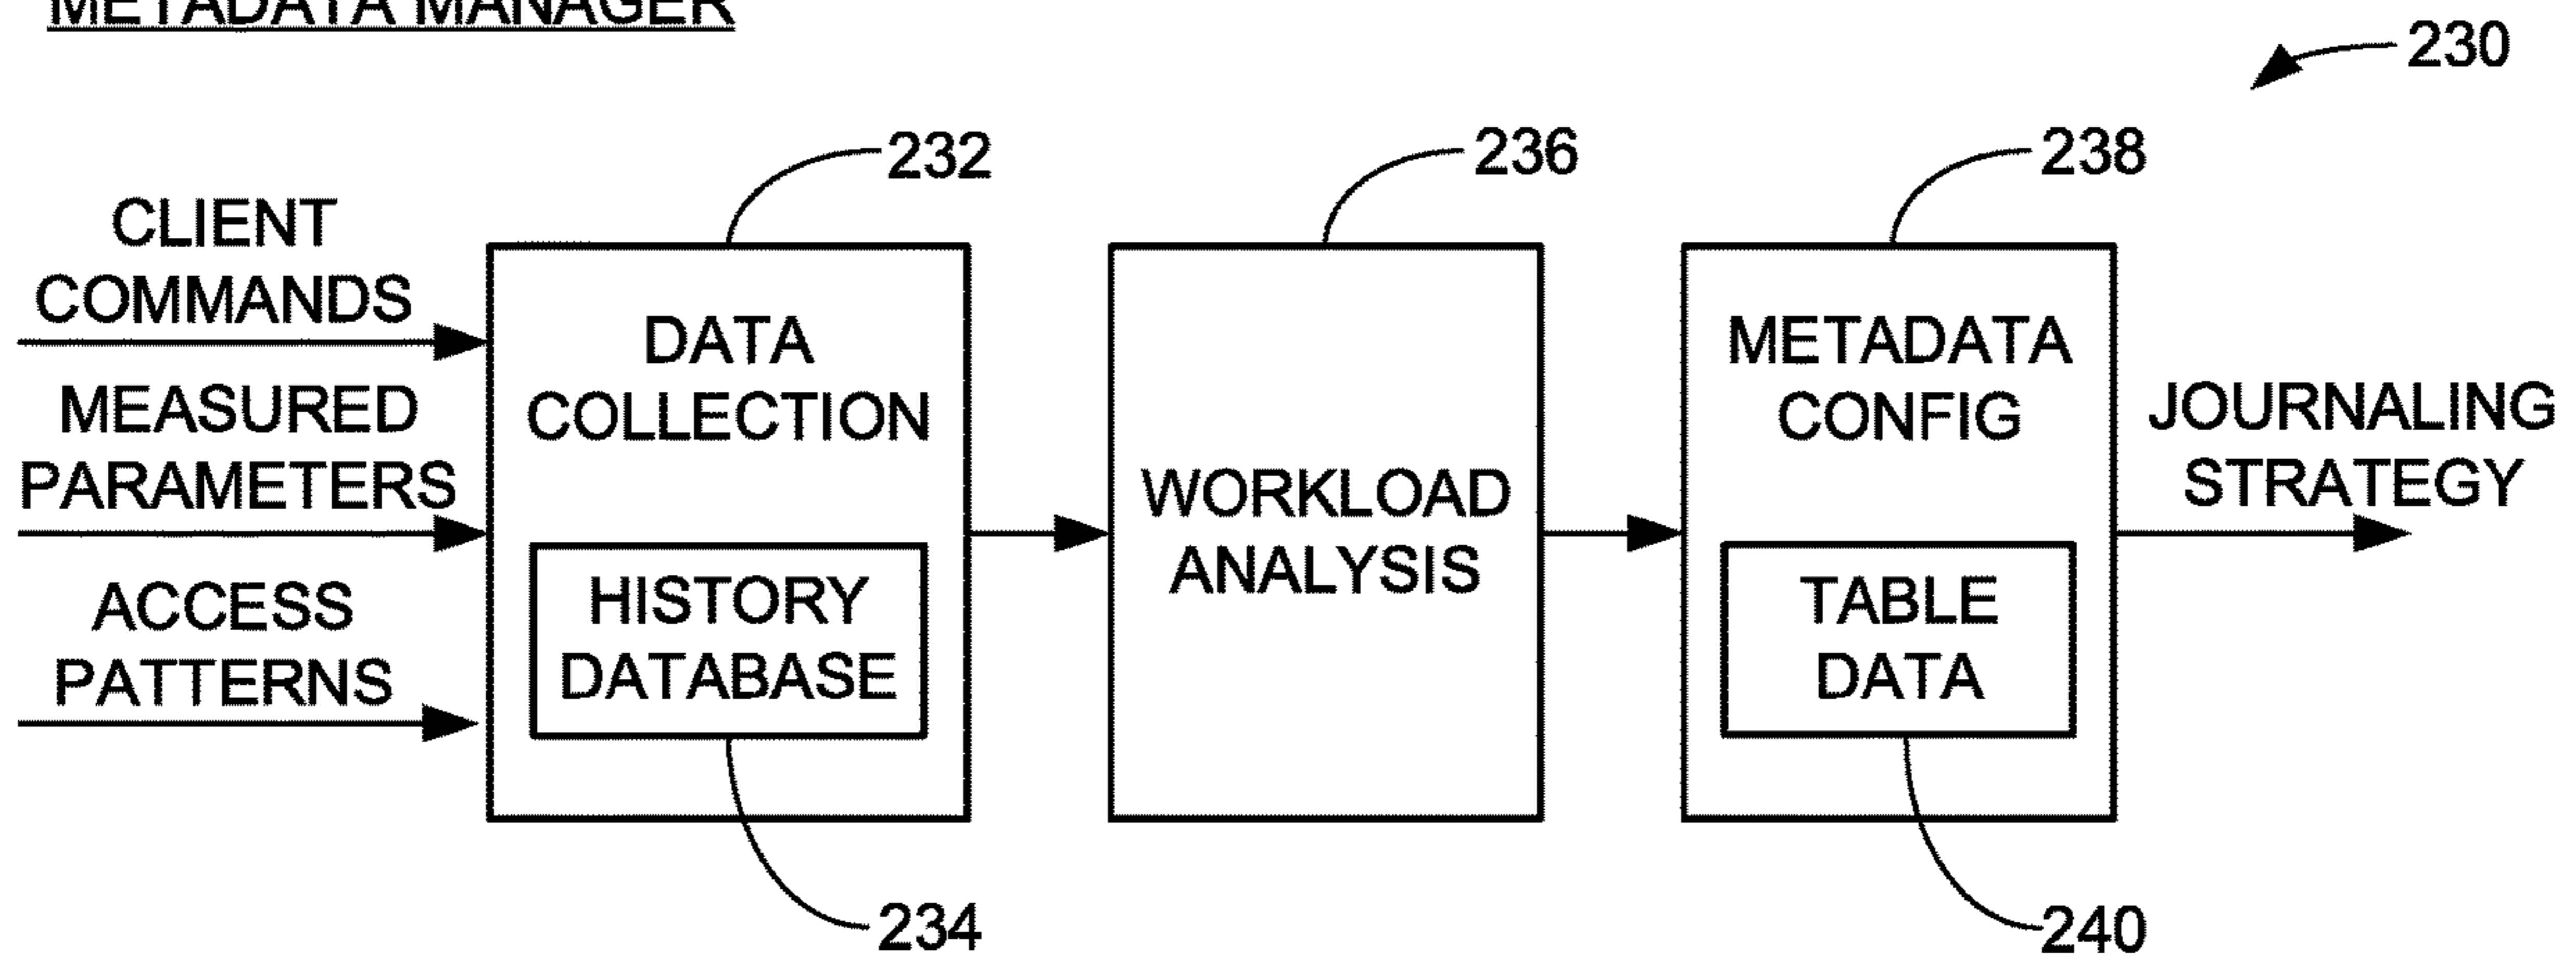 METADATA MANAGER
230
232
236
238
CLIENT
COMMANDS
MEASURED
PARAMETERS
ACCESS
PATTERNS
DATA
COLLECTION
HISTORY
DATABASE
WORKLOAD
ANALYSIS
METADATA
CONFIG
TABLE
DATA
JOURNALING
STRATEGY
234
240